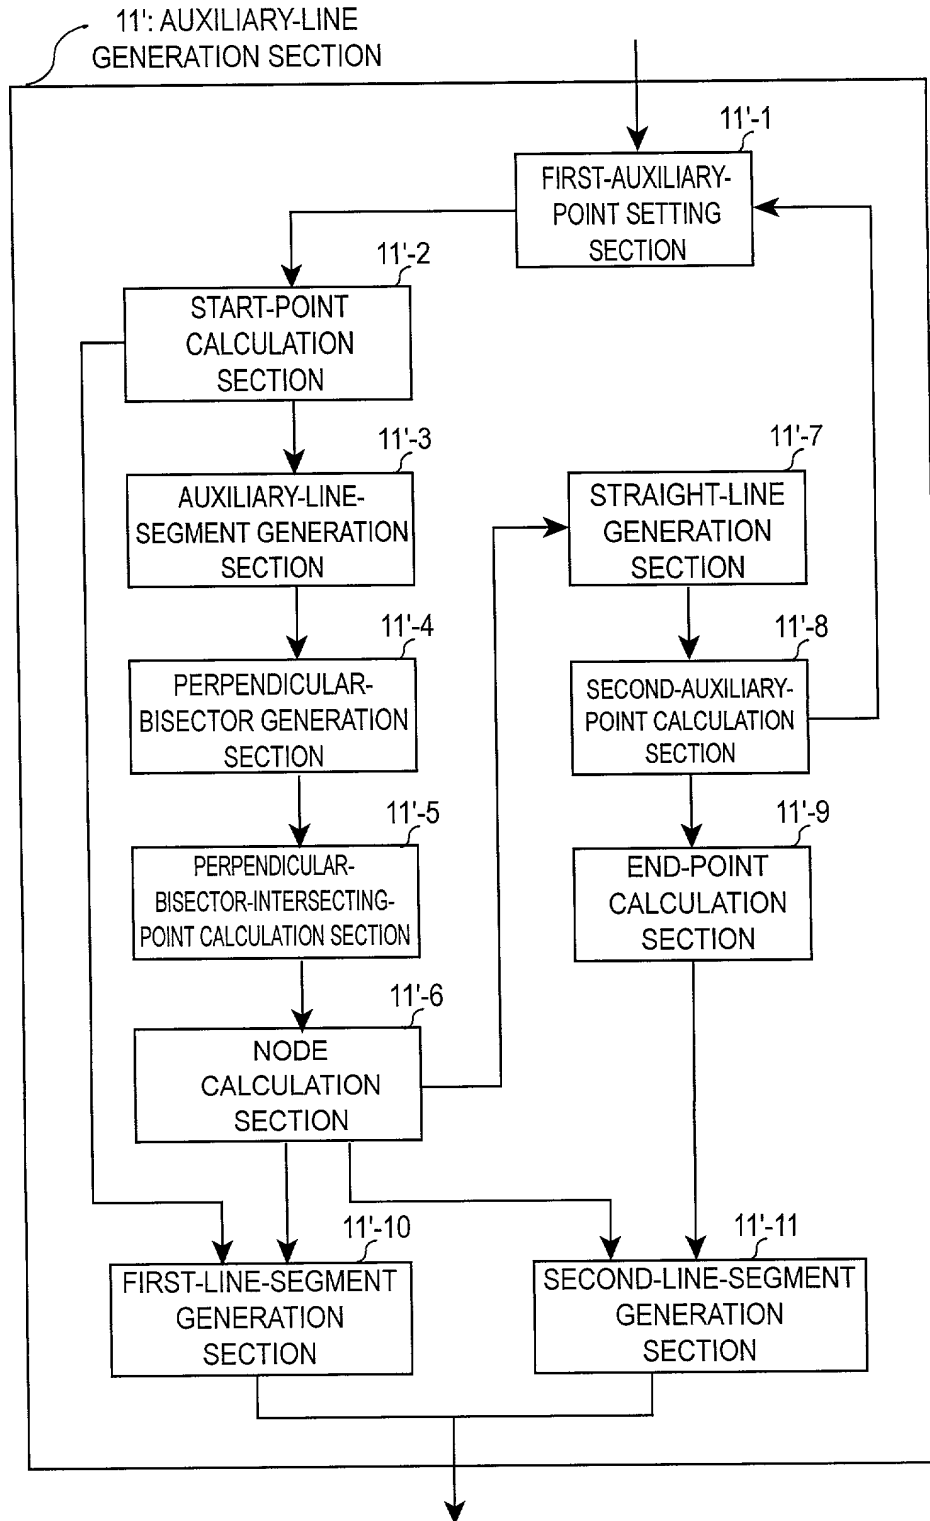 11': AUXILIARY-LINE
GENERATION SECTION
11'-1
FIRST-AUXILIARY-
POINT SETTING
SECTION
11'-2
START-POINT
CALCULATION
SECTION
11'-3
AUXILIARY-LINE-
SEGMENT GENERATION
SECTION
11'-7
STRAIGHT-LINE
GENERATION
SECTION
11'-4
PERPENDICULAR-
BISECTOR GENERATION
SECTION
11'-8
SECOND-AUXILIARY-
POINT CALCULATION
SECTION
11'-5
PERPENDICULAR-
BISECTOR-INTERSECTING-
POINT CALCULATION SECTION
11'-9
END-POINT
CALCULATION
SECTION
11'-6
NODE
CALCULATION
SECTION
11'-10
FIRST-LINE-SEGMENT
GENERATION
SECTION
11'-11
SECOND-LINE-SEGMENT
GENERATION
SECTION